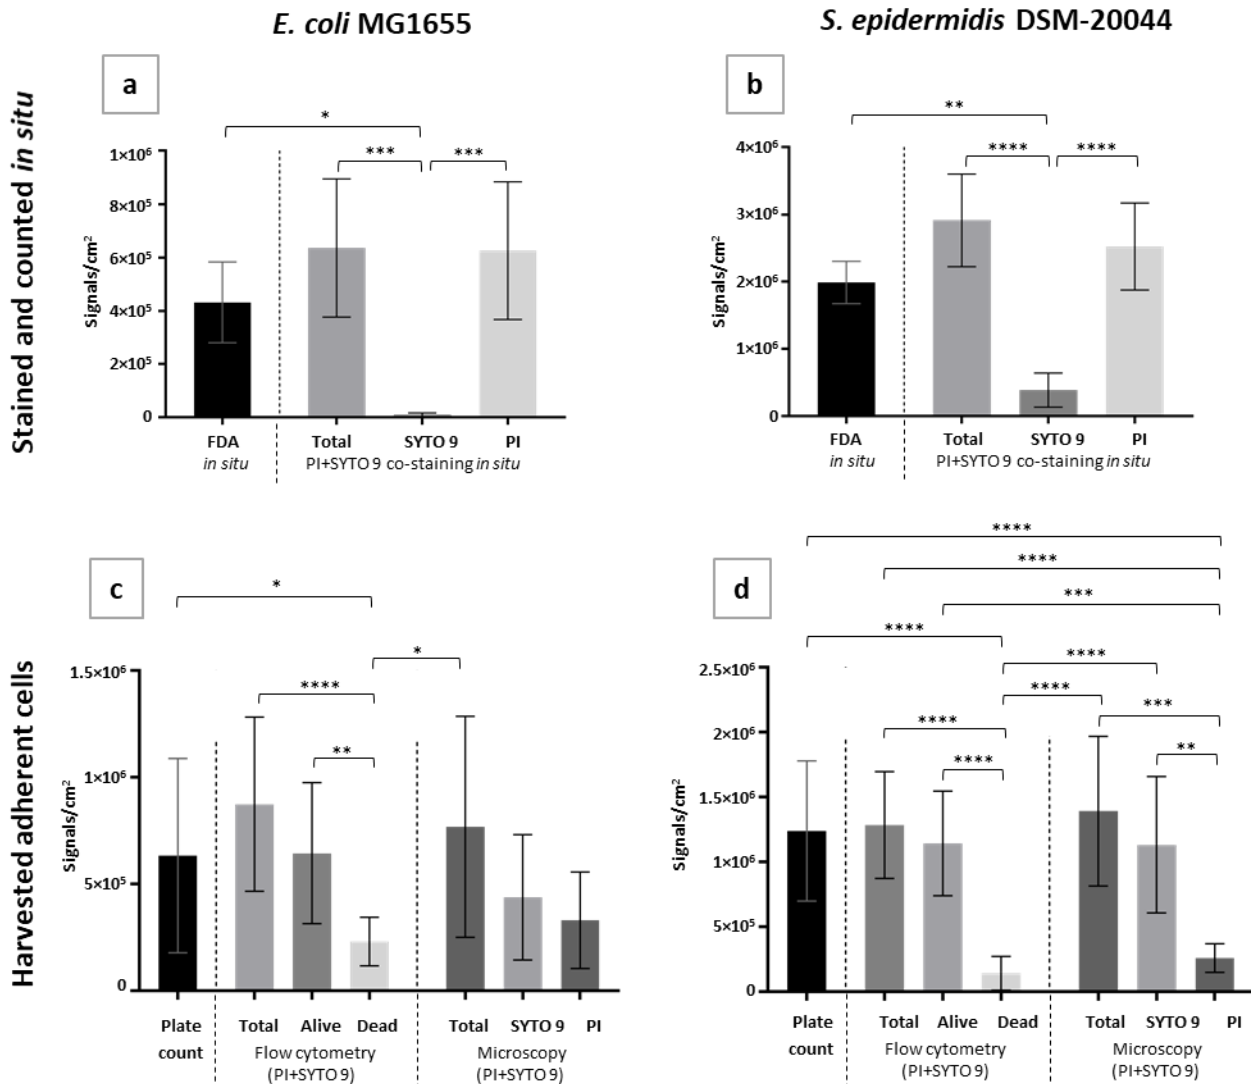 E. coli MG1655
S. epidermidis DSM-20044
Stained and counted in situ
a
*
***
***
1×10⁶
8×10⁵
6×10⁵
4×10⁵
2×10⁵
0
Signals/cm²
FDA
in situ
Total
SYTO 9
PI
PI+SYTO 9 co-staining in situ
b
**
****
****
4×10⁶
3×10⁶
2×10⁶
1×10⁶
0
Signals/cm²
FDA
in situ
Total
SYTO 9
PI
PI+SYTO 9 co-staining in situ
Harvested adherent cells
c
*
*
****
**
1.5×10⁶
1×10⁶
5×10⁵
0
Signals/cm²
Plate
count
Total
Alive
Dead
Flow cytometry
(PI+SYTO 9)
Total
SYTO 9
PI
Microscopy
(PI+SYTO 9)
d
****
****
***
****
****
****
***
****
**
****
2.5×10⁶
2×10⁶
1.5×10⁶
1×10⁶
5×10⁵
0
Signals/cm²
Plate
count
Total
Alive
Dead
Flow cytometry
(PI+SYTO 9)
Total
SYTO 9
PI
Microscopy
(PI+SYTO 9)